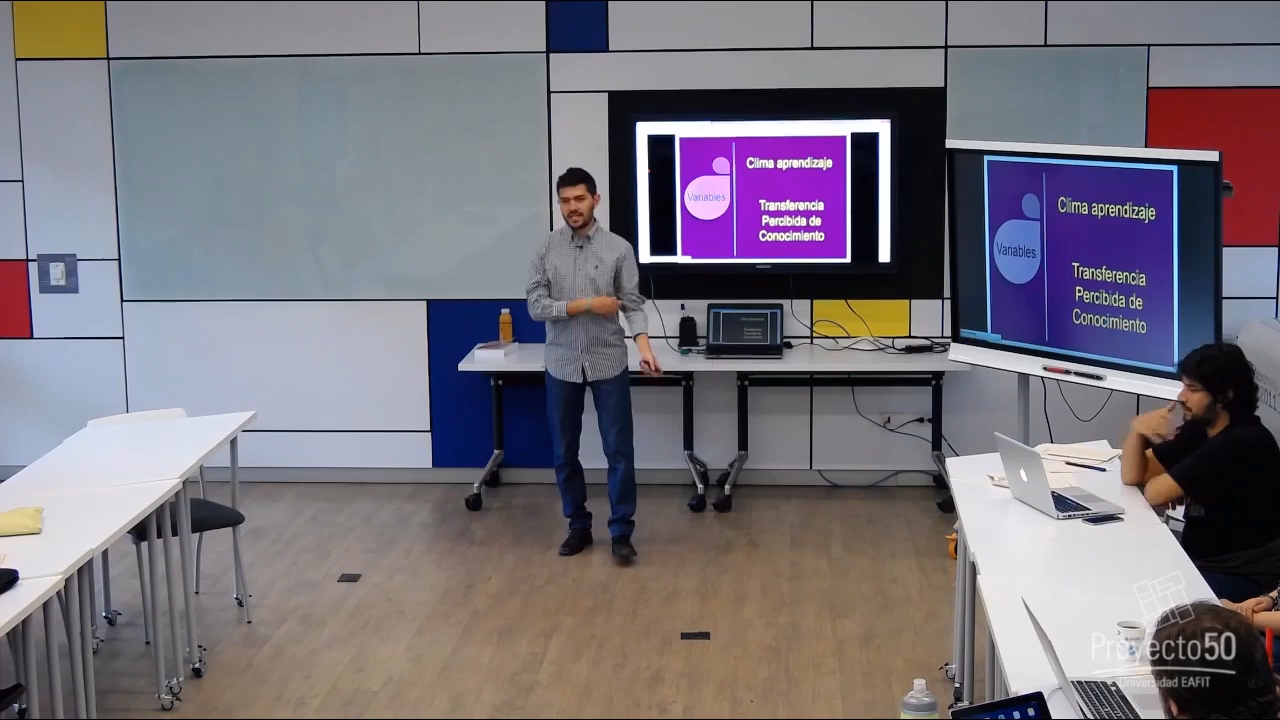 Variables
Clima aprendizaje
Transferencia
Percibida de
Conocimiento
Variables
Clima aprendizaje
Transferencia
Percibida de
Conocimiento
Proyecto50
Universidad EAFIT